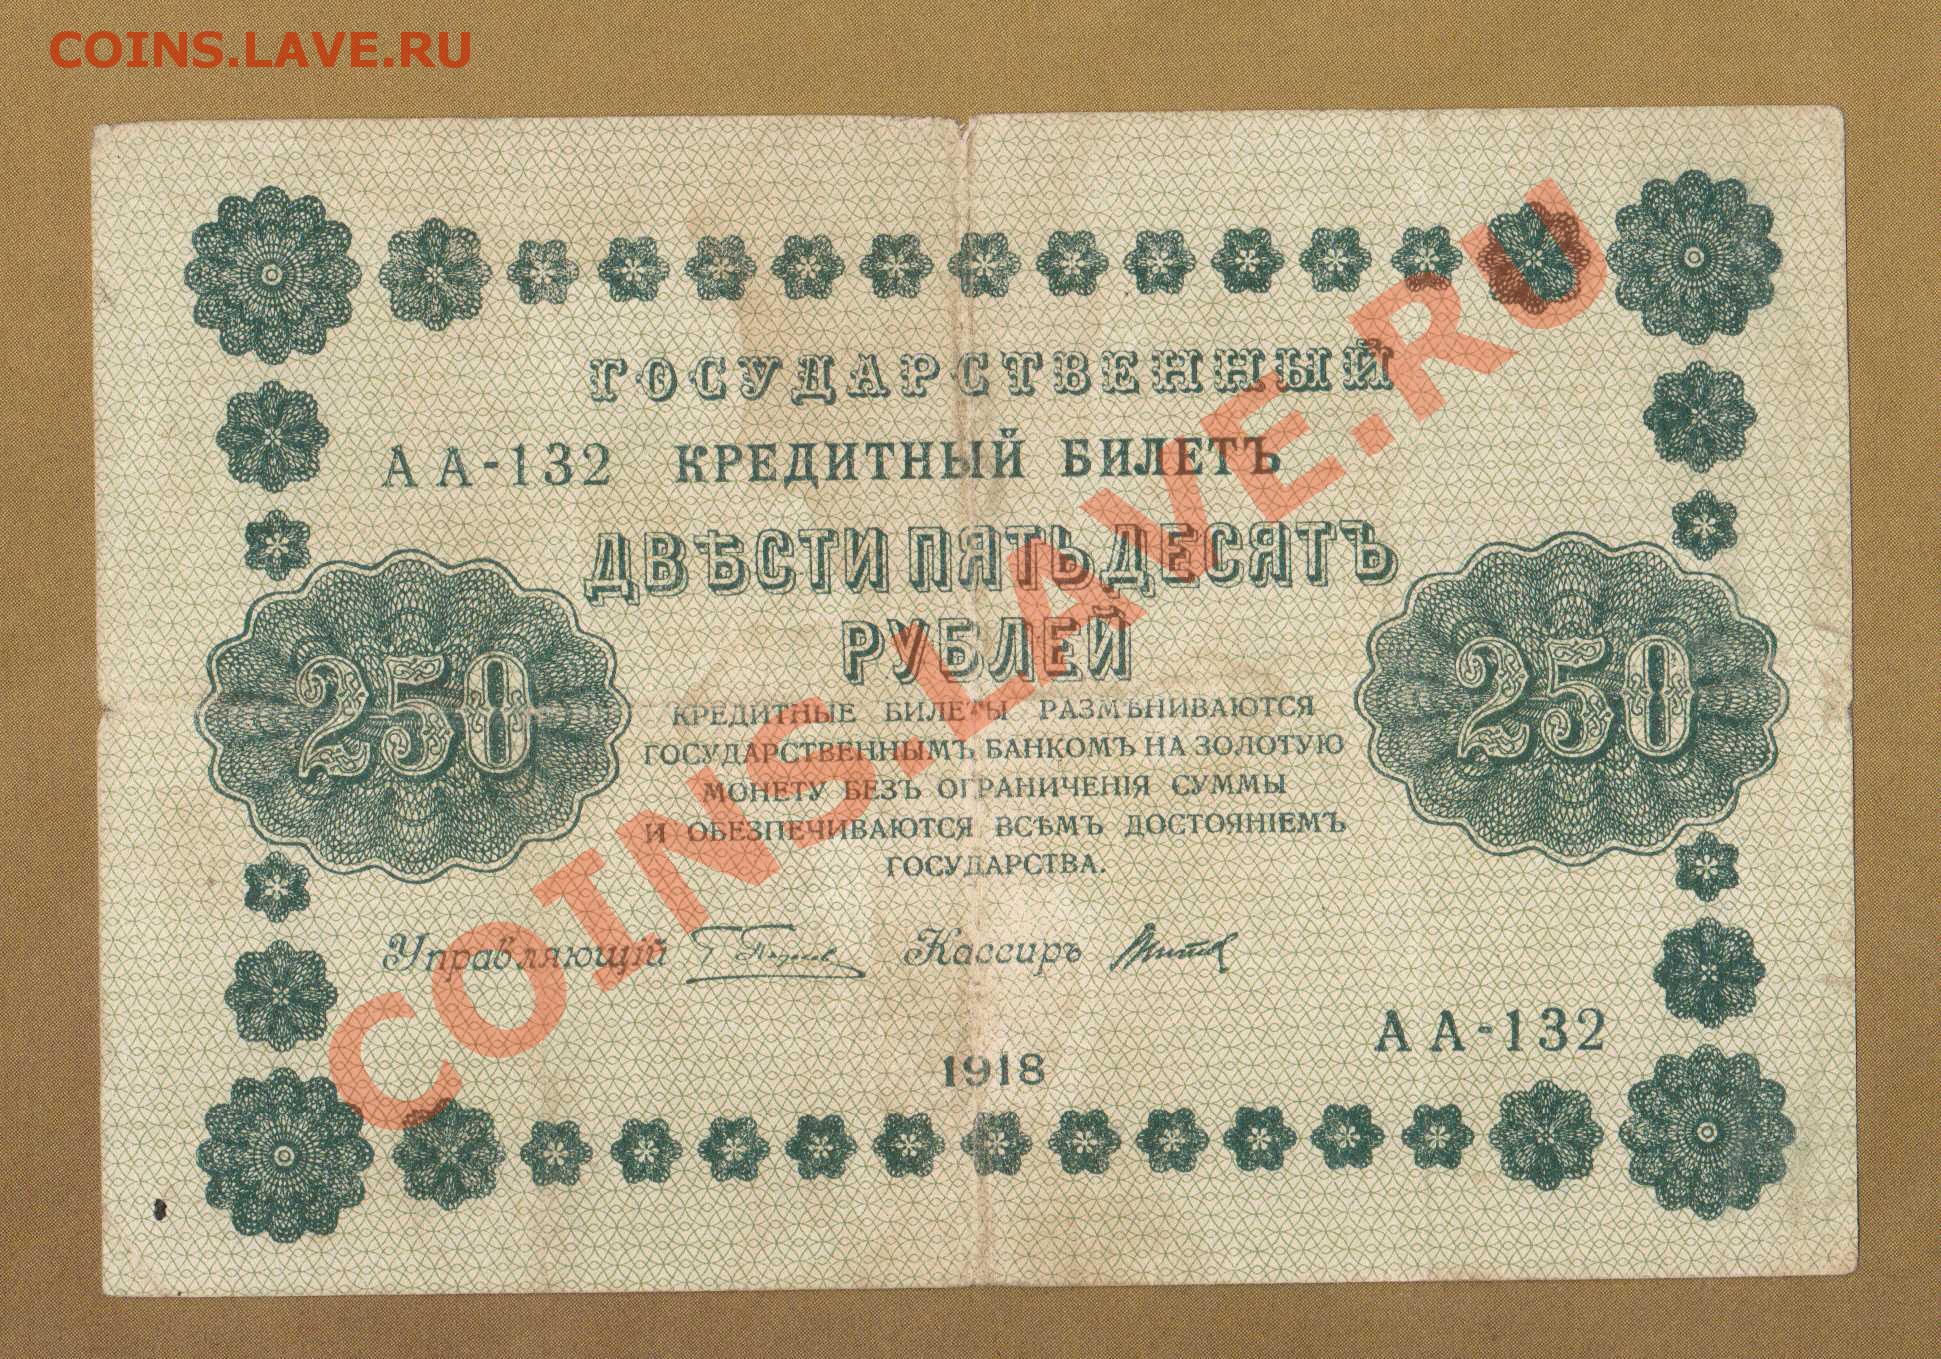 COINS.LAVE.RU
ГОСУДАРСТВЕННЫЙ
АА-132 КРЕДИТНЫЙ БИЛЕТЪ
ДВѢСТИ ПЯТЬДЕСЯТЪ
РУБЛЕЙ
250 250
КРЕДИТНЫЕ БИЛЕТЫ РАЗМѢНИВАЮТСЯ
ГОСУДАРСТВЕННЫМЪ БАНКОМЪ НА ЗОЛОТУЮ
МОНЕТУ БЕЗЪ ОГРАНИЧЕНІЯ СУММЫ
И ОБЕЗПЕЧИВАЮТСЯ ВСѢМЪ ДОСТОЯНІЕМЪ
ГОСУДАРСТВА.
Управляющій Кассиръ
АА-132
1918
COINS.LAVE.RU